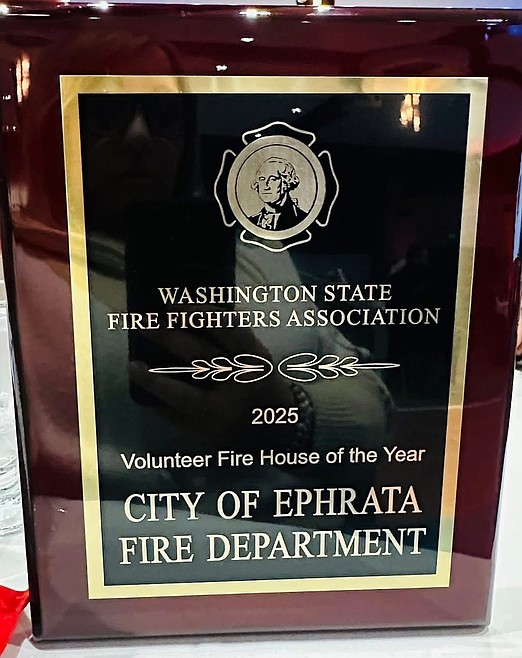 WASHINGTON STATE
FIRE FIGHTERS ASSOCIATION
2025
Volunteer Fire House of the Year
CITY OF EPHRATA
FIRE DEPARTMENT